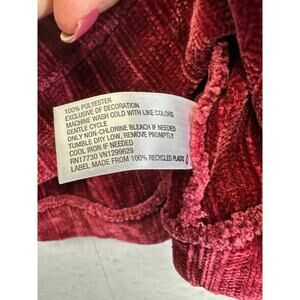 100% POLYESTER
EXCLUSIVE OF DECORATION
MACHINE WASH COLD WITH LIKE COLORS
GENTLE CYCLE
ONLY NON-CHLORINE BLEACH IF NEEDED
TUMBLE DRY LOW, REMOVE PROMPTLY
COOL IRON IF NEEDED
RN17730 VN1299629
LABEL MADE FROM 100% RECYCLED PLASTIC